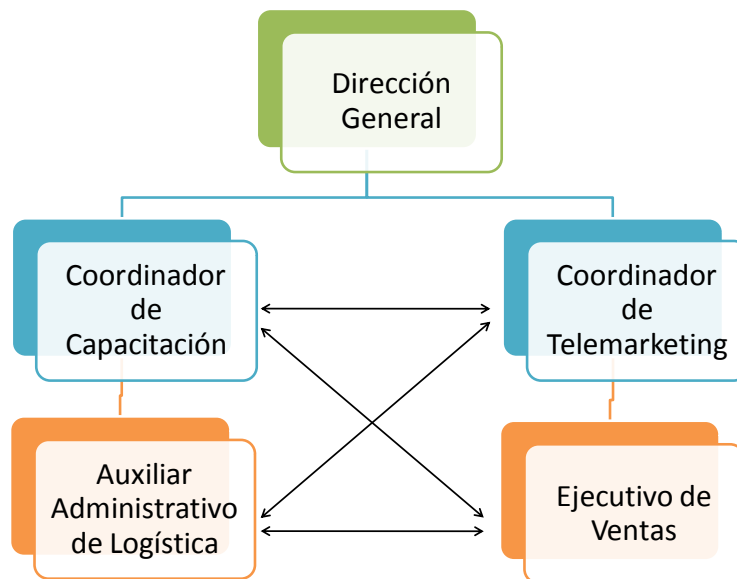 Dirección
General
Coordinador
de
Capacitación
Coordinador
de
Telemarketing
Auxiliar
Administrativo
de Logística
Ejecutivo de
Ventas